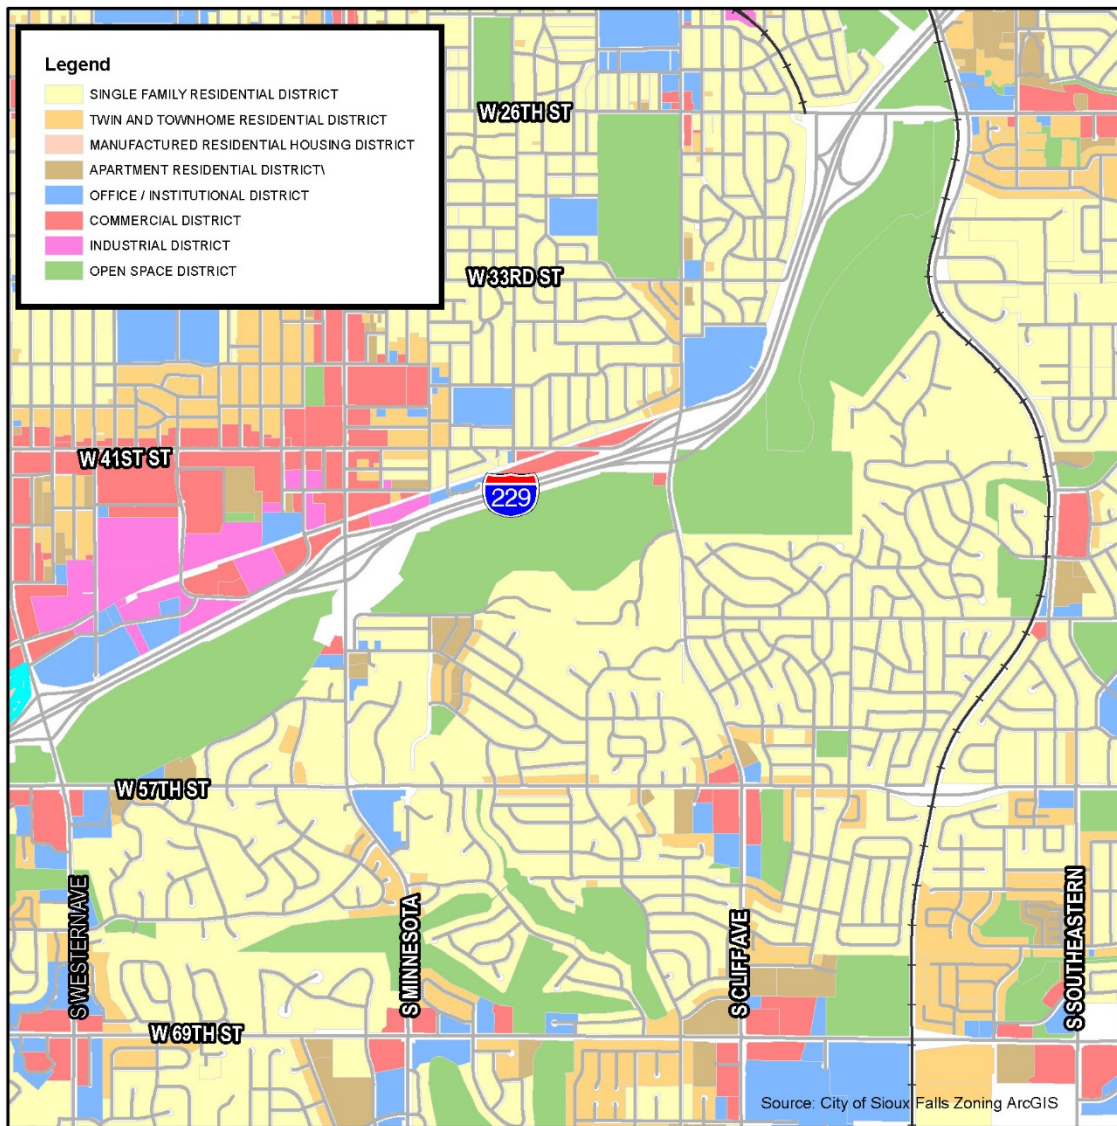 Legend
SINGLE FAMILY RESIDENTIAL DISTRICT
TWIN AND TOWNHOME RESIDENTIAL DISTRICT
MANUFACTURED RESIDENTIAL HOUSING DISTRICT
APARTMENT RESIDENTIAL DISTRICT\
OFFICE / INSTITUTIONAL DISTRICT
COMMERCIAL DISTRICT
INDUSTRIAL DISTRICT
OPEN SPACE DISTRICT
W 26TH ST
W 33RD ST
W 41ST ST
229
W 57TH ST
S WESTERN AVE
S MINNESOTA
S CLIFF AVE
S SOUTHEASTERN
W 69TH ST
Source: City of Sioux Falls Zoning ArcGIS